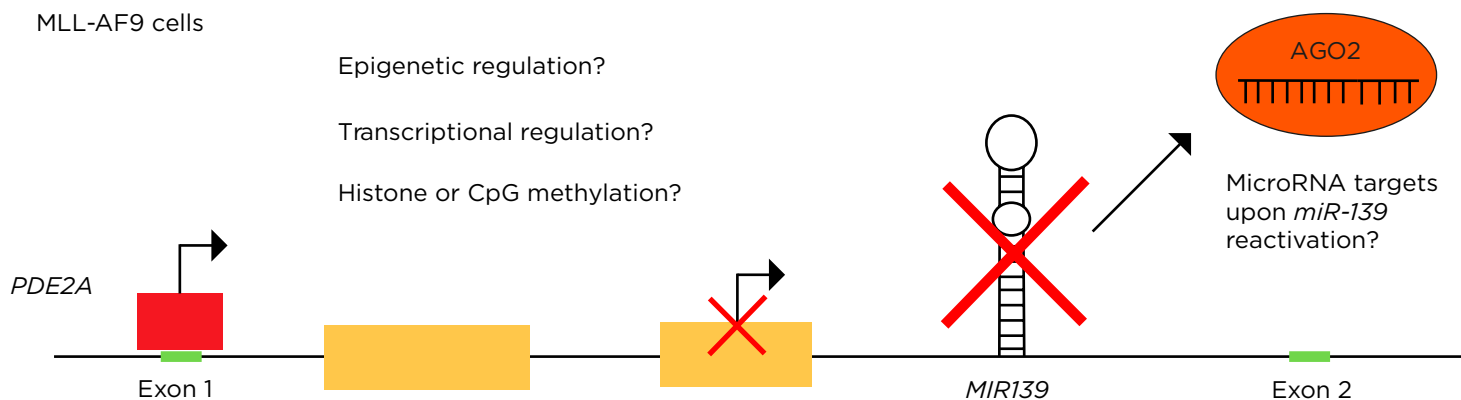 MLL-AF9 cells
Epigenetic regulation?
Transcriptional regulation?
Histone or CpG methylation?
AGO2
MicroRNA targets
upon miR-139
reactivation?
PDE2A
Exon 1
MIR139
Exon 2